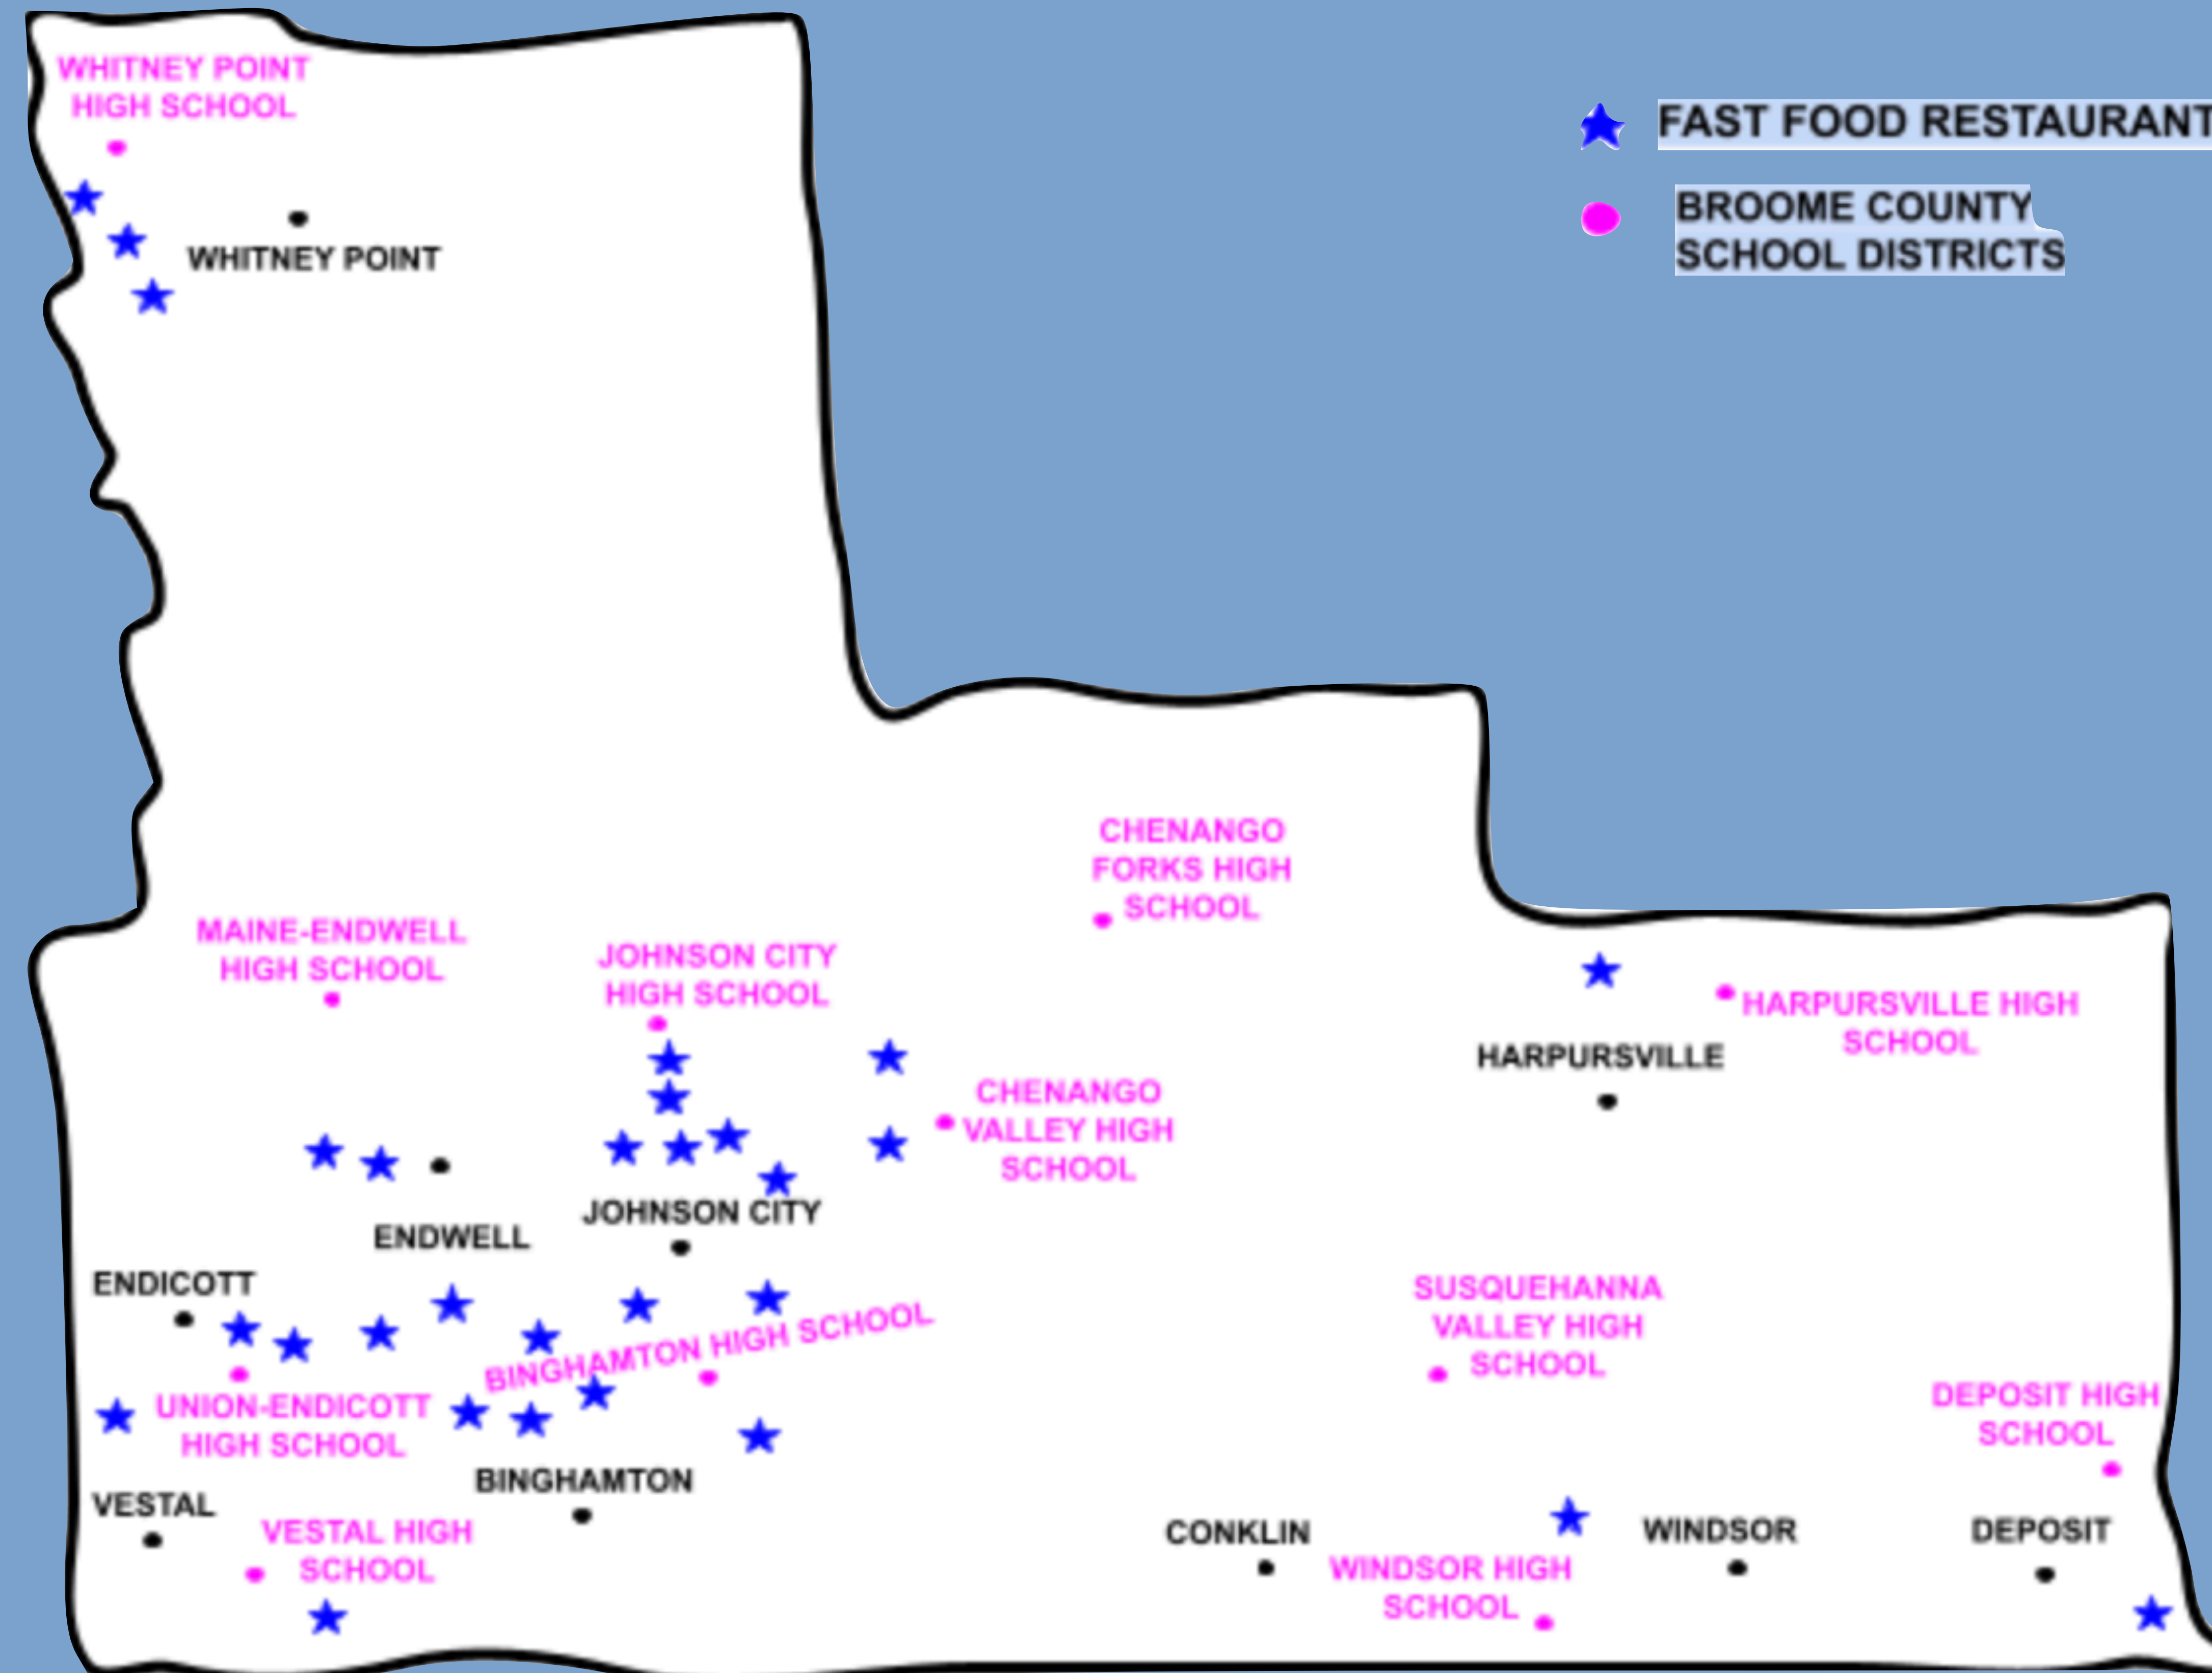 WHITNEY POINT
HIGH SCHOOL
WHITNEY POINT
FAST FOOD RESTAURANT
BROOME COUNTY
SCHOOL DISTRICTS
CHENANGO
FORKS HIGH
SCHOOL
MAINE-ENDWELL
HIGH SCHOOL
JOHNSON CITY
HIGH SCHOOL
HARPURSVILLE HIGH
SCHOOL
HARPURSVILLE
CHENANGO
VALLEY HIGH
SCHOOL
JOHNSON CITY
ENDWELL
ENDICOTT
BINGHAMTON HIGH SCHOOL
SUSQUEHANNA
VALLEY HIGH
SCHOOL
UNION-ENDICOTT
HIGH SCHOOL
DEPOSIT HIGH
SCHOOL
BINGHAMTON
VESTAL
VESTAL HIGH
SCHOOL
CONKLIN
WINDSOR HIGH
SCHOOL
WINDSOR
DEPOSIT